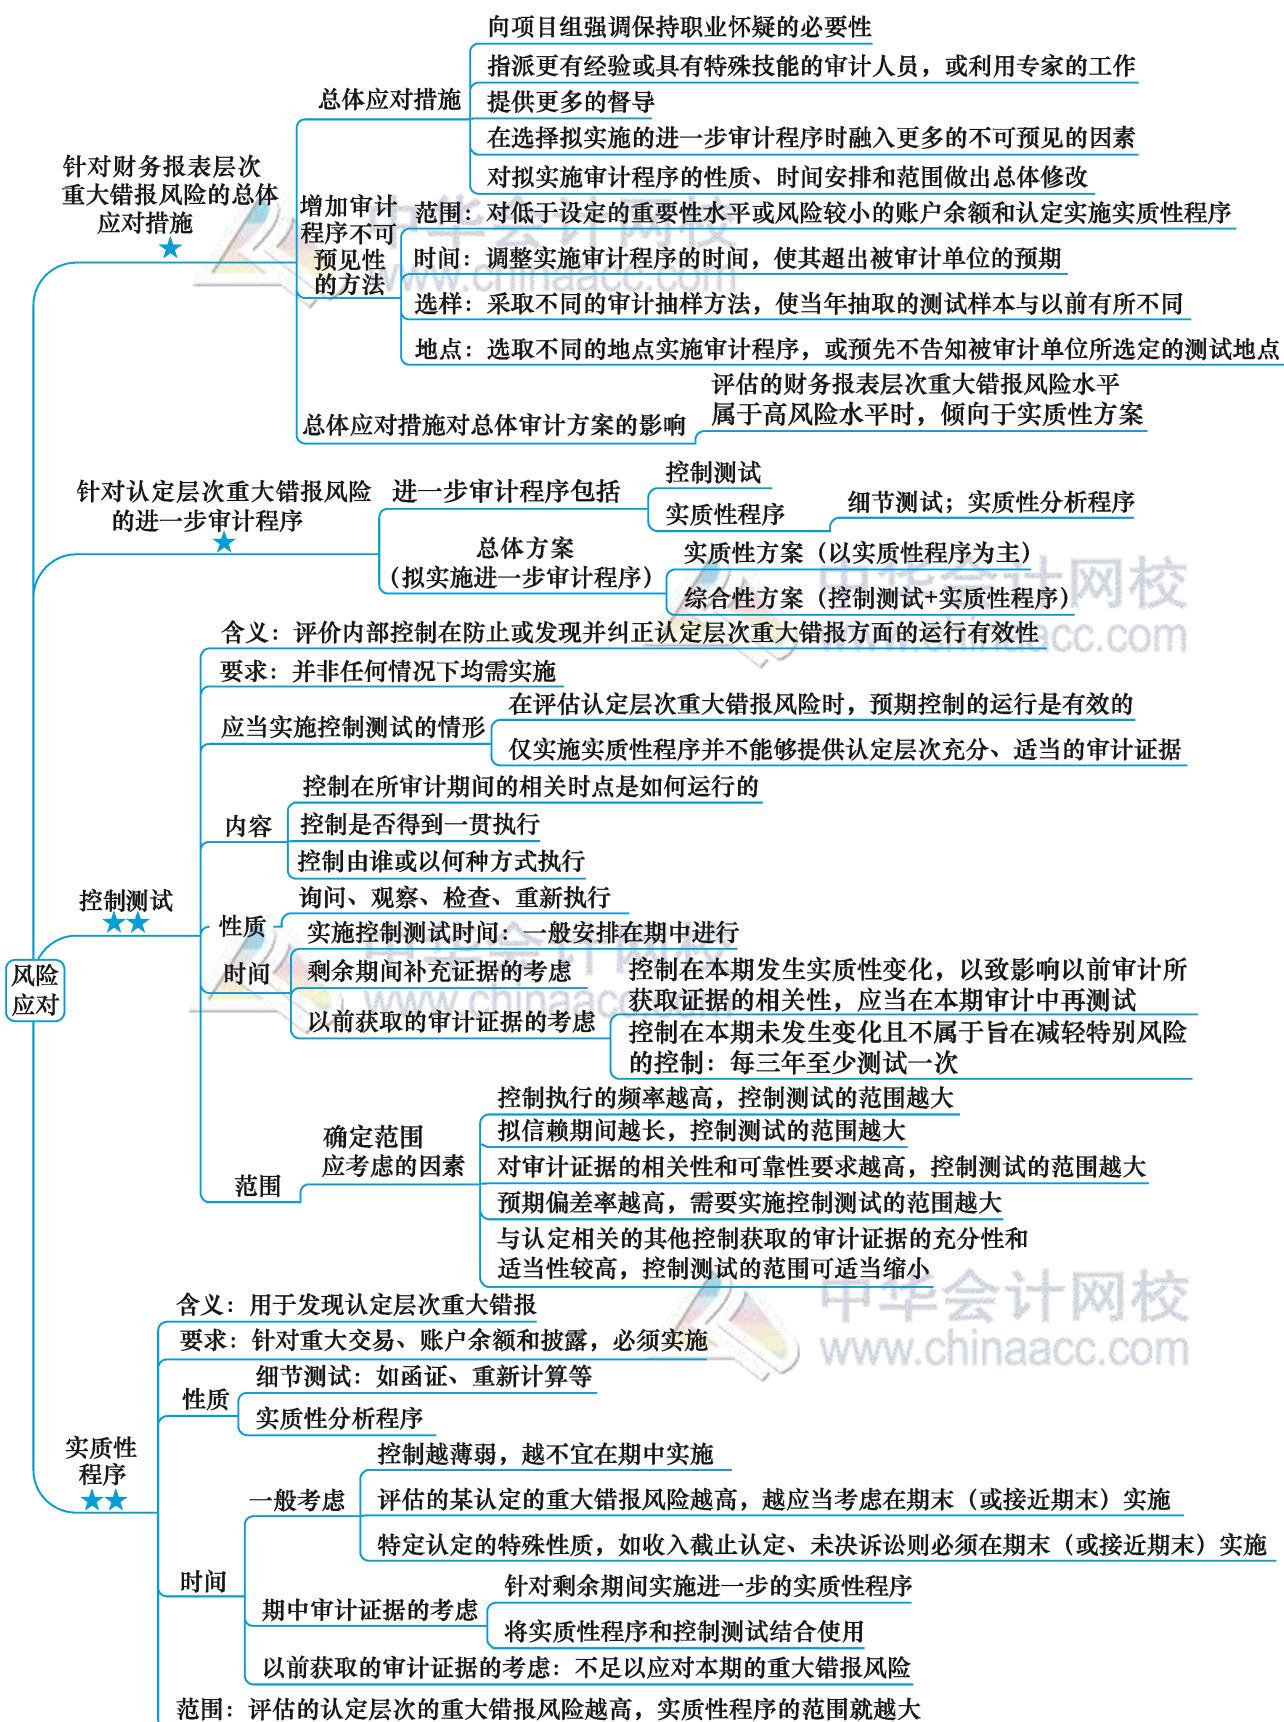 向项目组强调保持职业怀疑的必要性
指派更有经验或具有特殊技能的审计人员，或利用专家的工作
总体应对措施
提供更多的督导
在选择拟实施的进一步审计程序时融入更多的不可预见的因素
对拟实施审计程序的性质、时间安排和范围做出总体修改
针对财务报表层次
重大错报风险的总体
应对措施
增加审计
程序不可
预见性
的方法
范围：对低于设定的重要性水平或风险较小的账户余额和认定实施实质性程序
时间：调整实施审计程序的时间，使其超出被审计单位的预期
选样：采取不同的审计抽样方法，使当年抽取的测试样本与以前有所不同
地点：选取不同的地点实施审计程序，或预先不告知被审计单位所选定的测试地点
总体应对措施对总体审计方案的影响
评估的财务报表层次重大错报风险水平
属于高风险水平时，倾向于实质性方案
针对认定层次重大错报风险
的进一步审计程序
进一步审计程序包括
控制测试
实质性程序
细节测试；实质性分析程序
总体方案
（拟实施进一步审计程序）
实质性方案（以实质性程序为主）
综合性方案（控制测试+实质性程序）
含义：评价内部控制在防止或发现并纠正认定层次重大错报方面的运行有效性
要求：并非任何情况下均需实施
应当实施控制测试的情形
在评估认定层次重大错报风险时，预期控制的运行是有效的
仅实施实质性程序并不能够提供认定层次充分、适当的审计证据
内容
控制在所审计期间的相关时点是如何运行的
控制是否得到一贯执行
控制由谁或以何种方式执行
控制测试
性质
询问、观察、检查、重新执行
时间
实施控制测试时间：一般安排在期中进行
剩余期间补充证据的考虑
以前获取的审计证据的考虑
控制在本期发生实质性变化，以致影响以前审计所
获取证据的相关性，应当在本期审计中再测试
控制在本期未发生变化且不属于旨在减轻特别风险
的控制：每三年至少测试一次
风险
应对
范围
确定范围
应考虑的因素
控制执行的频率越高，控制测试的范围越大
拟信赖期间越长，控制测试的范围越大
对审计证据的相关性和可靠性要求越高，控制测试的范围越大
预期偏差率越高，需要实施控制测试的范围越大
与认定相关的其他控制获取的审计证据的充分性和
适当性较高，控制测试的范围可适当缩小
含义：用于发现认定层次重大错报
要求：针对重大交易、账户余额和披露，必须实施
性质
细节测试：如函证、重新计算等
实质性分析程序
实质性
程序
时间
一般考虑
控制越薄弱，越不宜在期中实施
评估的某认定的重大错报风险越高，越应当考虑在期末（或接近期末）实施
特定认定的特殊性质，如收入截止认定、未决诉讼则必须在期末（或接近期末）实施
期中审计证据的考虑
针对剩余期间实施进一步的实质性程序
将实质性程序和控制测试结合使用
以前获取的审计证据的考虑：不足以应对本期的重大错报风险
范围：评估的认定层次的重大错报风险越高，实质性程序的范围就越大
中华会计网校
www.chinaacc.com
中华会计网校
www.chinaacc.com
中华会计网校
www.chinaacc.com
中华会计网校
www.chinaacc.com